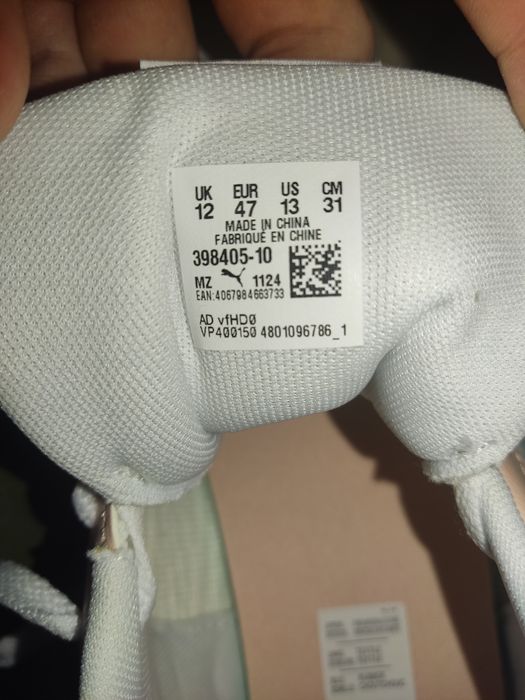 UK EUR US CM
12 47 13 31
MADE IN CHINA
FABRIQUÉ EN CHINE
398405-10
MZ 1124
EAN:4067984663733
AD vfHD0
VP400150 4801096786_1